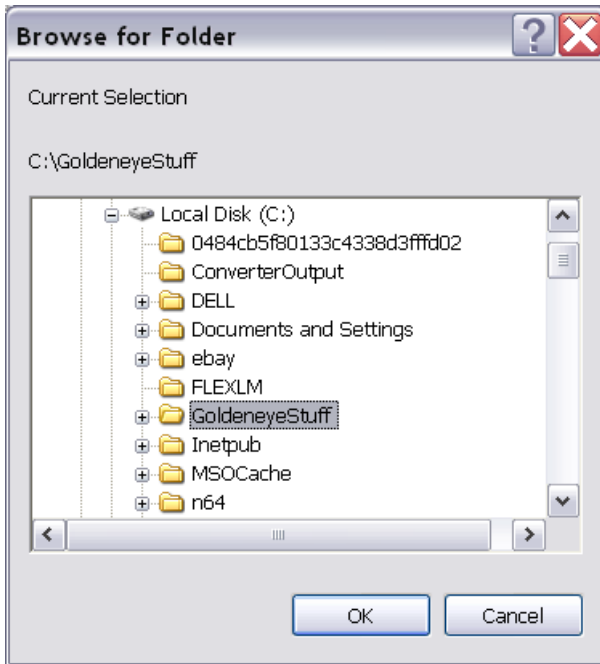 Browse for Folder
Current Selection
C:\GoldeneyeStuff
Local Disk (C:)
0484cb5f80133c4338d3fffd02
ConverterOutput
DELL
Documents and Settings
ebay
FLEXLM
GoldeneyeStuff
Inetpub
MSOCache
n64
OK Cancel